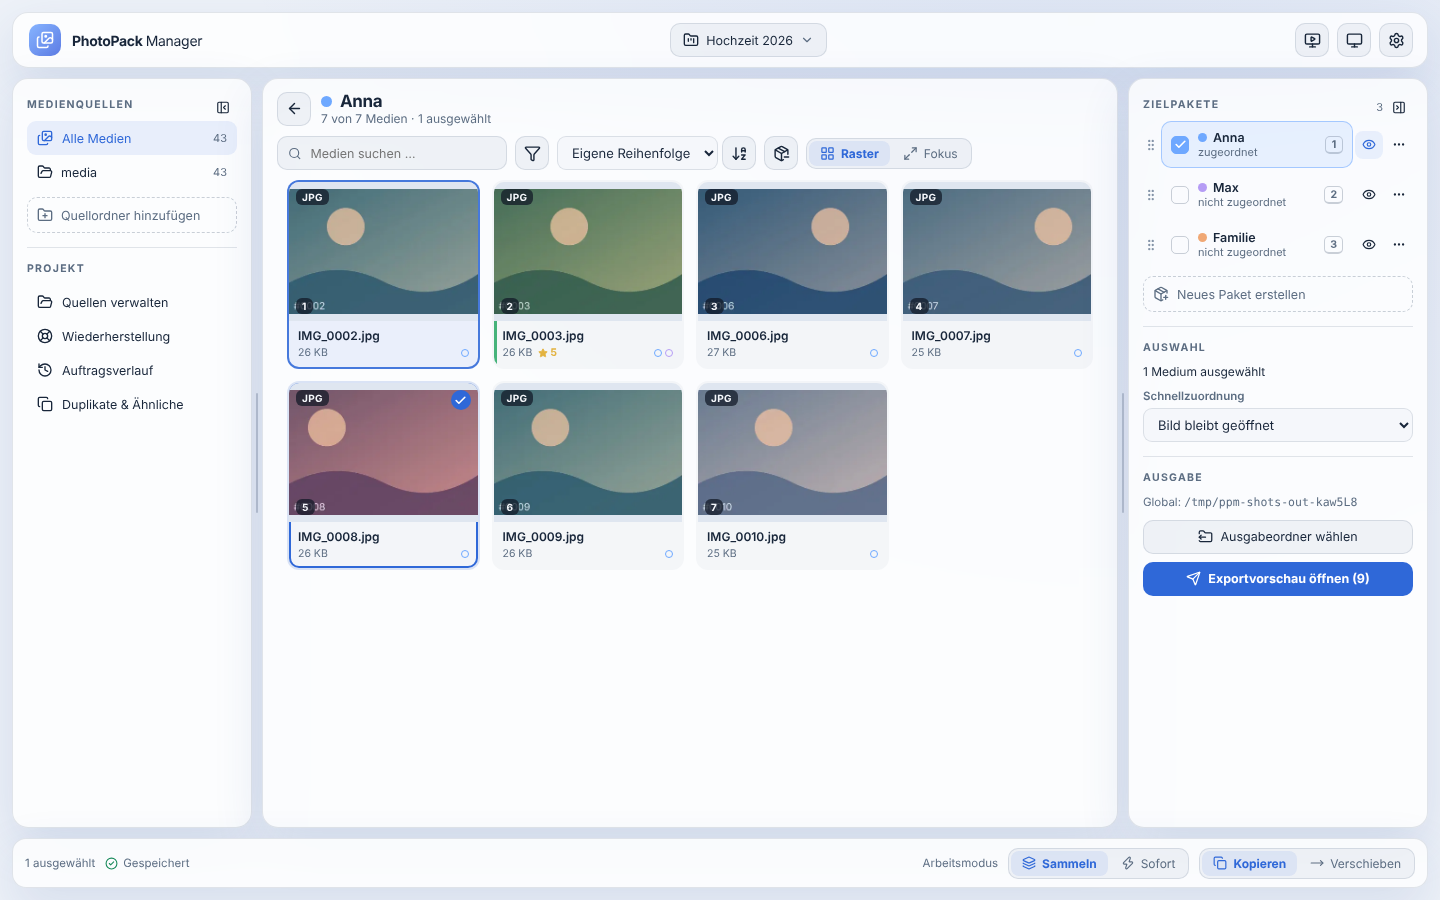 PhotoPack Manager
Hochzeit 2026
MEDIENQUELLEN
Alle Medien 43
media 43
Quellordner hinzufügen
PROJEKT
Quellen verwalten
Wiederherstellung
Auftragsverlauf
Duplikate & Ähnliche
Anna
7 von 7 Medien · 1 ausgewählt
Medien suchen ...
Eigene Reihenfolge
Raster
Fokus
JPG
1
IMG_0002.jpg
26 KB
JPG
2
IMG_0003.jpg
26 KB 5
JPG
3
IMG_0006.jpg
27 KB
JPG
4
IMG_0007.jpg
25 KB
JPG
5
IMG_0008.jpg
26 KB
JPG
6
IMG_0009.jpg
26 KB
JPG
7
IMG_0010.jpg
25 KB
ZIELPAKETE 3
Anna 1
zugeordnet
Max 2
nicht zugeordnet
Familie 3
nicht zugeordnet
Neues Paket erstellen
AUSWAHL
1 Medium ausgewählt
Schnellzuordnung
Bild bleibt geöffnet
AUSGABE
Global: /tmp/ppm-shots-out-kaw5L8
Ausgabeordner wählen
Exportvorschau öffnen (9)
1 ausgewählt Gespeichert
Arbeitsmodus Sammeln Sofort Kopieren Verschieben